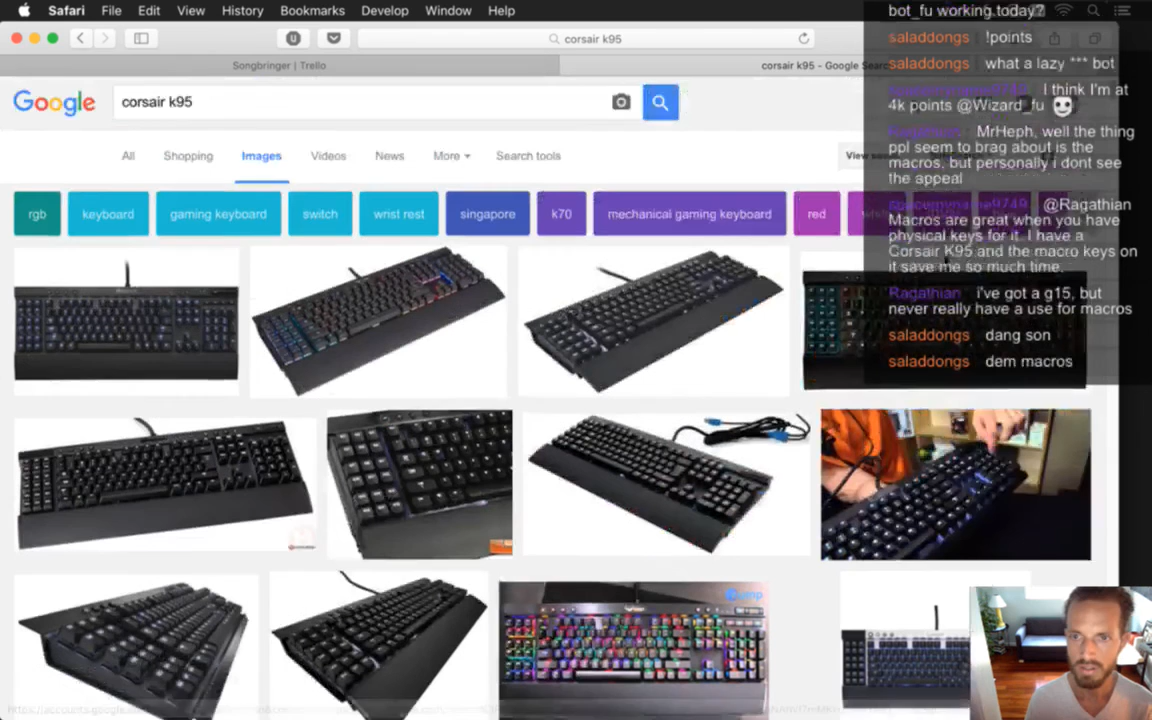 Safari File Edit View History Bookmarks Develop Window Help
corsair k95
Songbringer | Trello
corsair k95 - Google Sear
Google
corsair k95
All Shopping Images Videos News More Search tools
rgb keyboard gaming keyboard switch wrist rest singapore k70 mechanical gaming keyboard red
bot_fu working today?
saladdongs !points
saladdongs what a lazy *** bot
I think I'm at
4k points @Wizard_fu
Ragathian MrHeph, well the thing
ppl seem to brag about is the
macros, but personally i dont see
the appeal
@Ragathian
Macros are great when you have
physical keys for it. I have a
Corsair K95 and the macro keys on
it save me so much time.
Ragathian i've got a g15, but
never really have a use for macros
saladdongs dang son
saladdongs dem macros